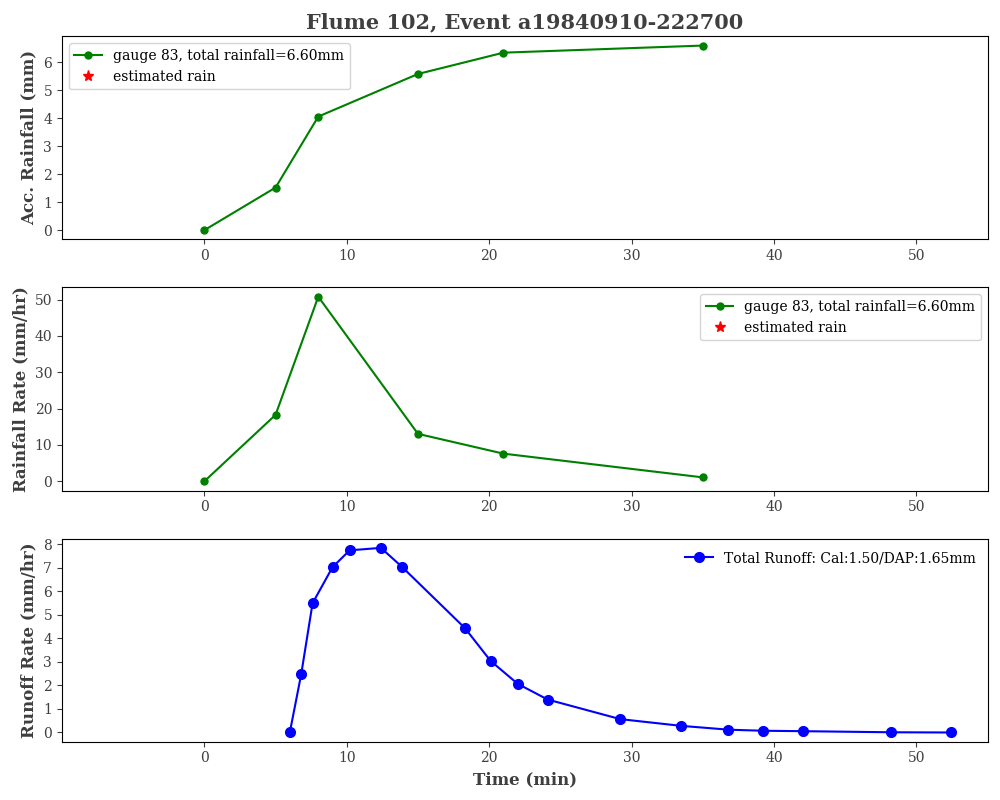 Flume 102, Event a19840910-222700
Acc. Rainfall (mm)
6
5
4
3
2
1
0
gauge 83, total rainfall=6.60mm
estimated rain
0 10 20 30 40 50
Rainfall Rate (mm/hr)
50
40
30
20
10
0
gauge 83, total rainfall=6.60mm
estimated rain
0 10 20 30 40 50
Runoff Rate (mm/hr)
8
7
6
5
4
3
2
1
0
Total Runoff: Cal:1.50/DAP:1.65mm
0 10 20 30 40 50
Time (min)